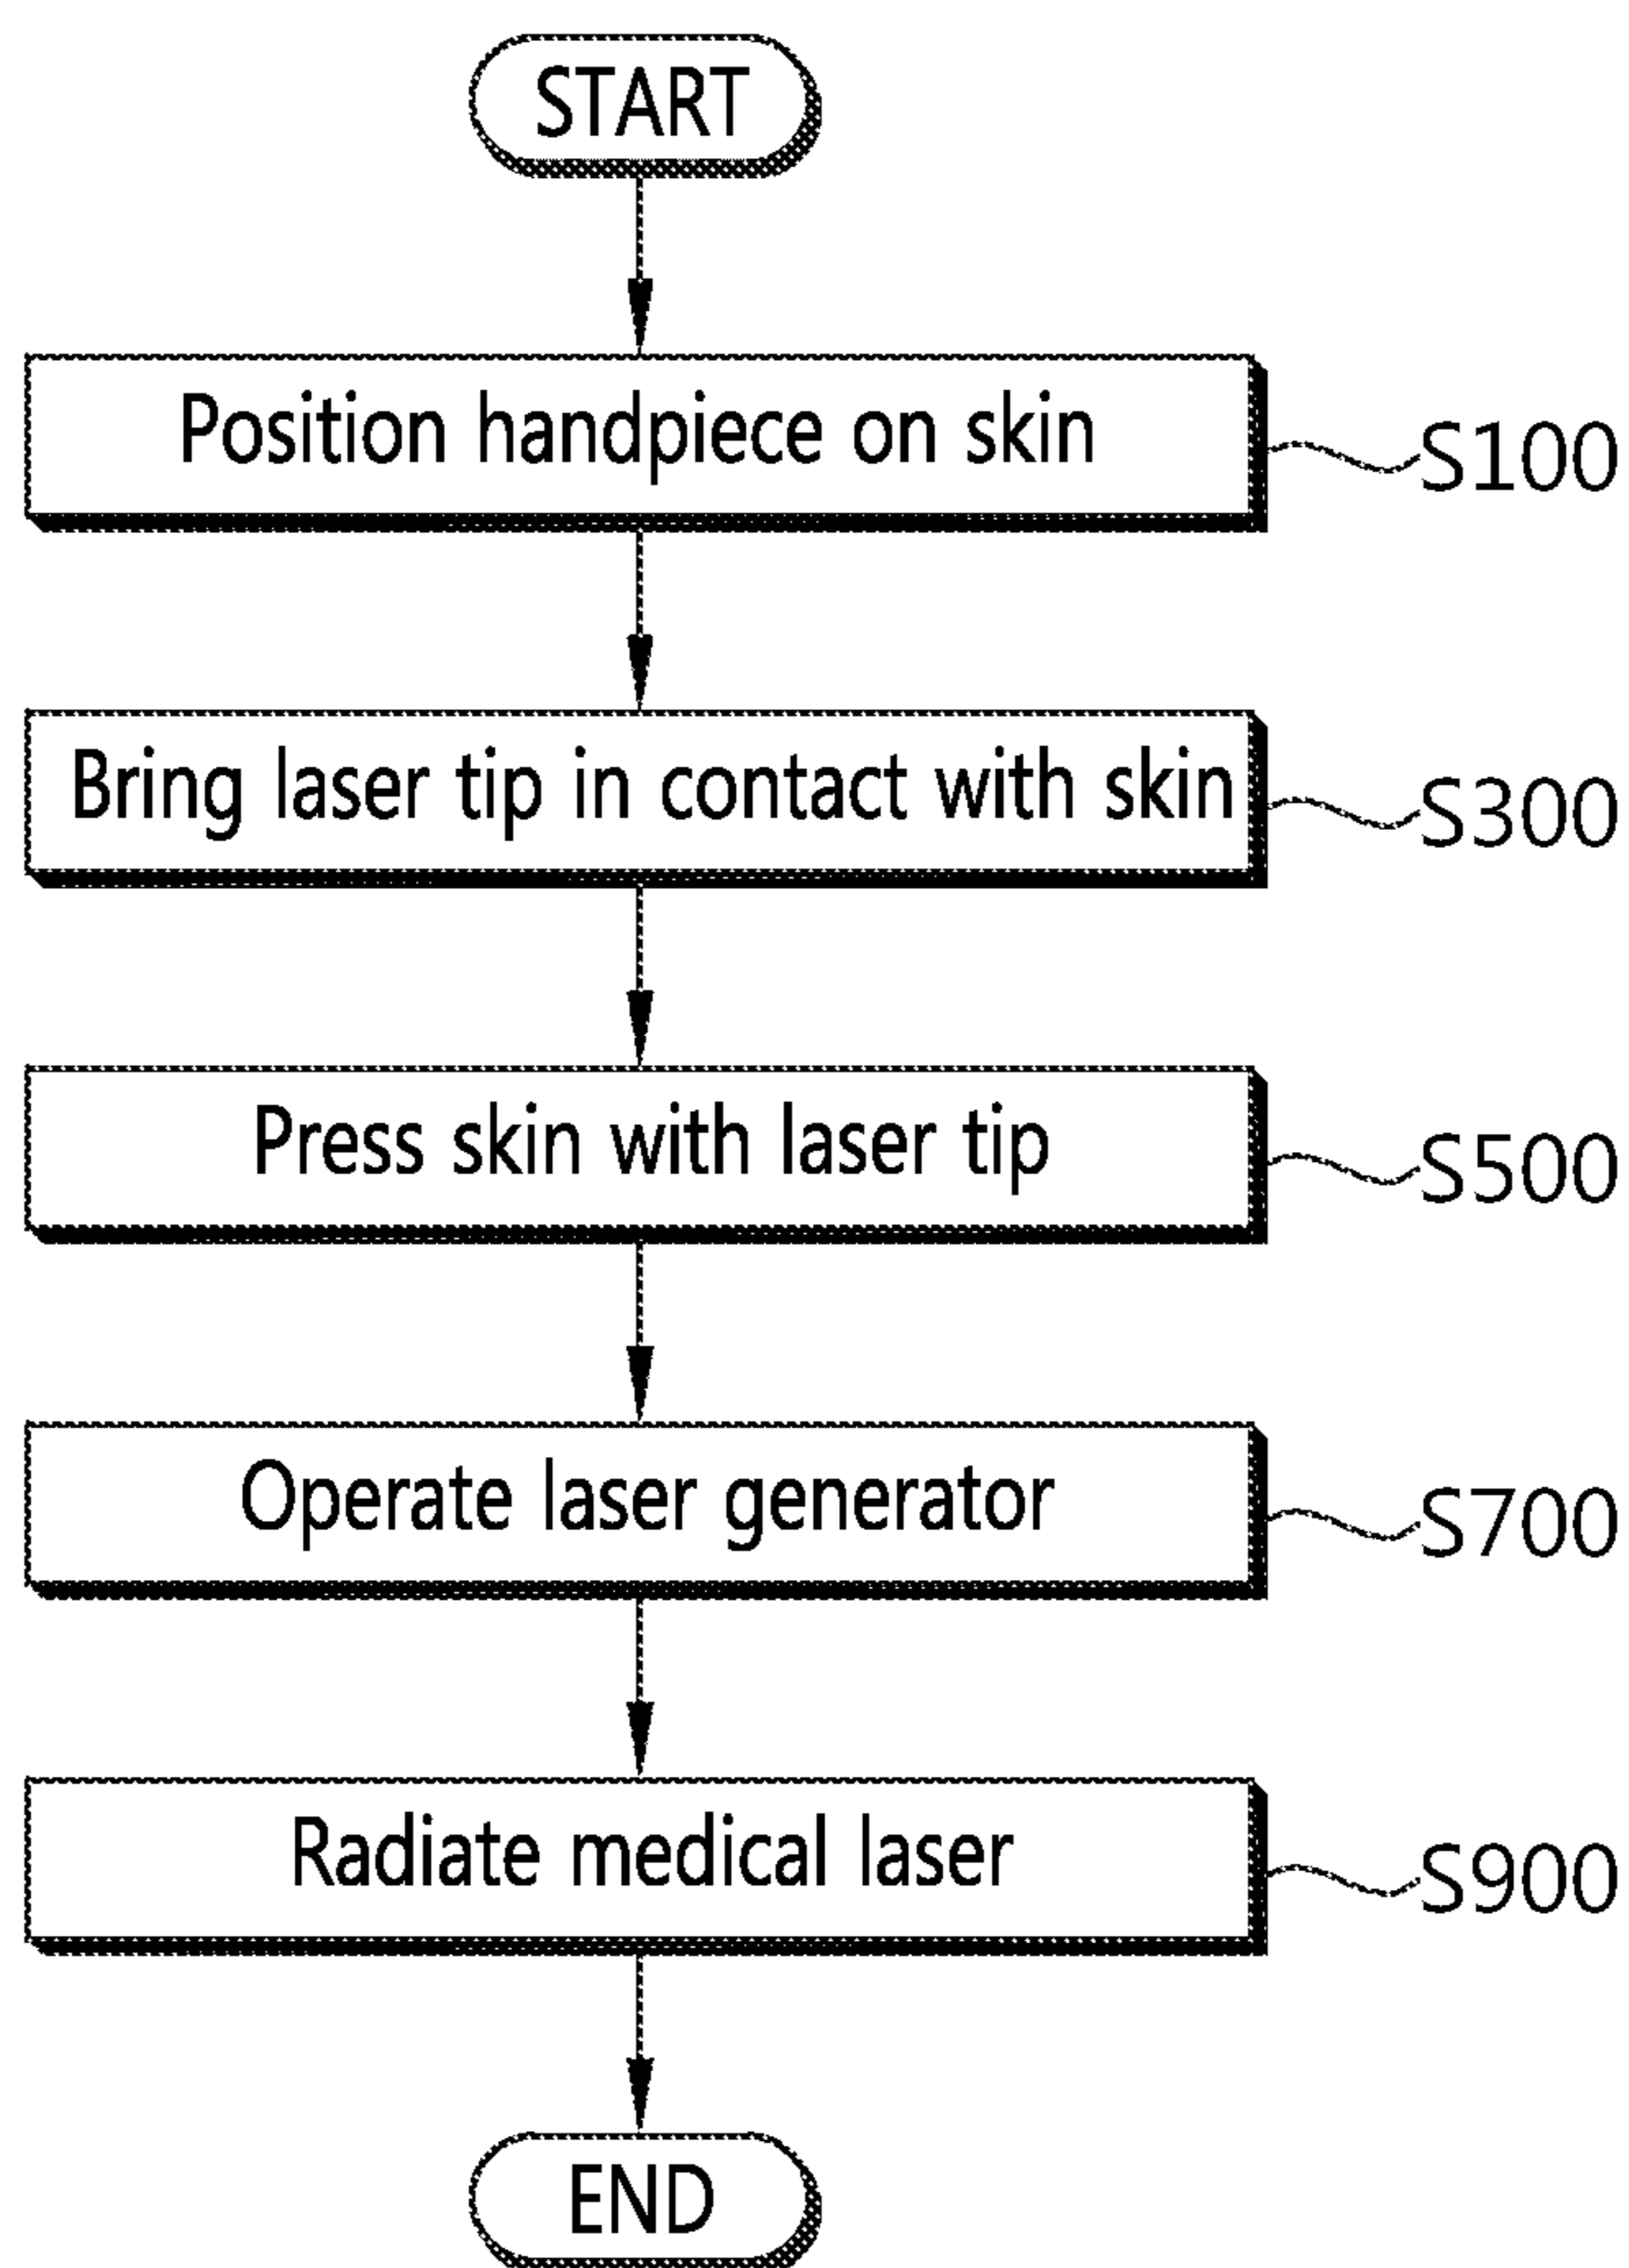 START
Position handpiece on skin
S100
Bring laser tip in contact with skin
S300
Press skin with laser tip
S500
Operate laser generator
S700
Radiate medical laser
S900
END